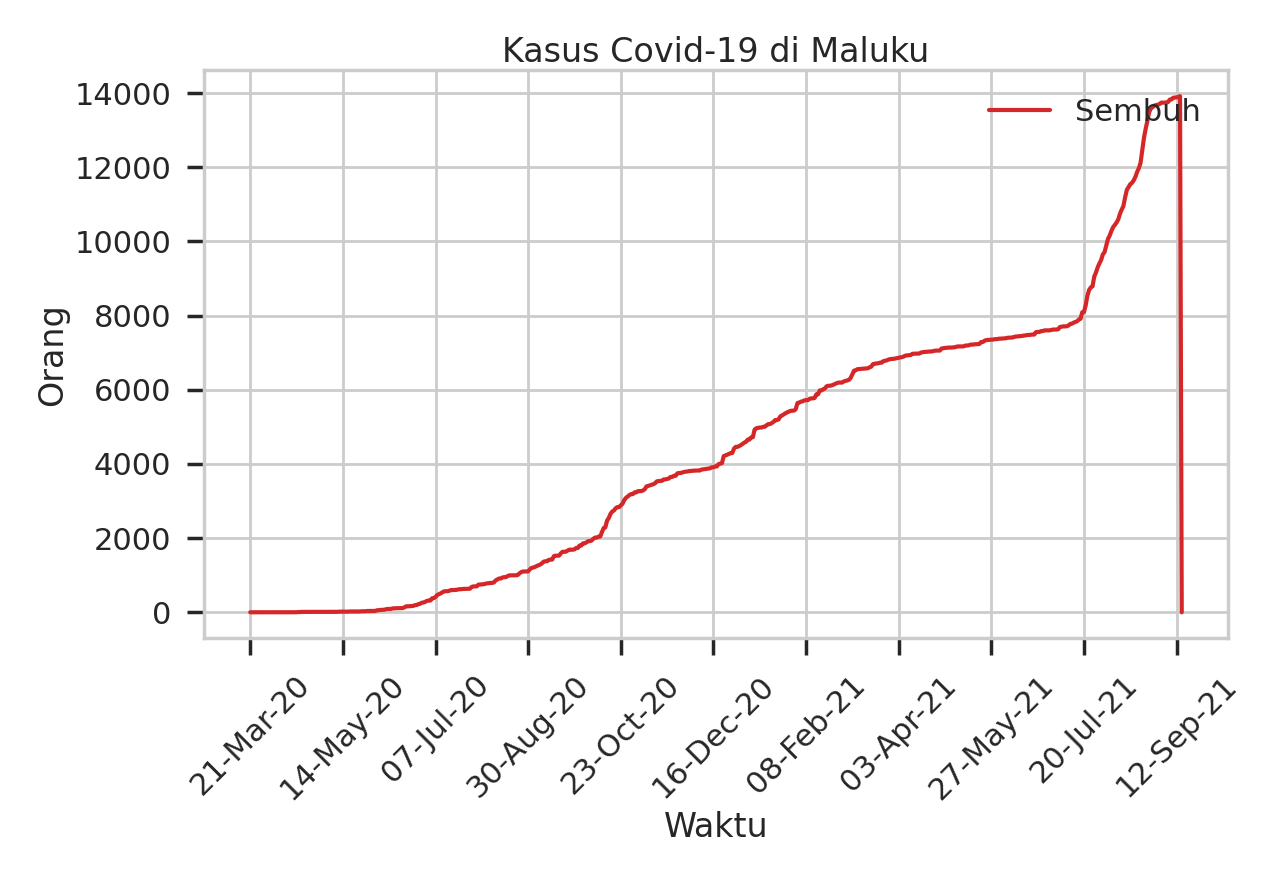 Kasus Covid-19 di Maluku
Sembuh
Orang
14000
12000
10000
8000
6000
4000
2000
0
21-Mar-20
14-May-20
07-Jul-20
30-Aug-20
23-Oct-20
16-Dec-20
08-Feb-21
03-Apr-21
27-May-21
20-Jul-21
12-Sep-21
Waktu